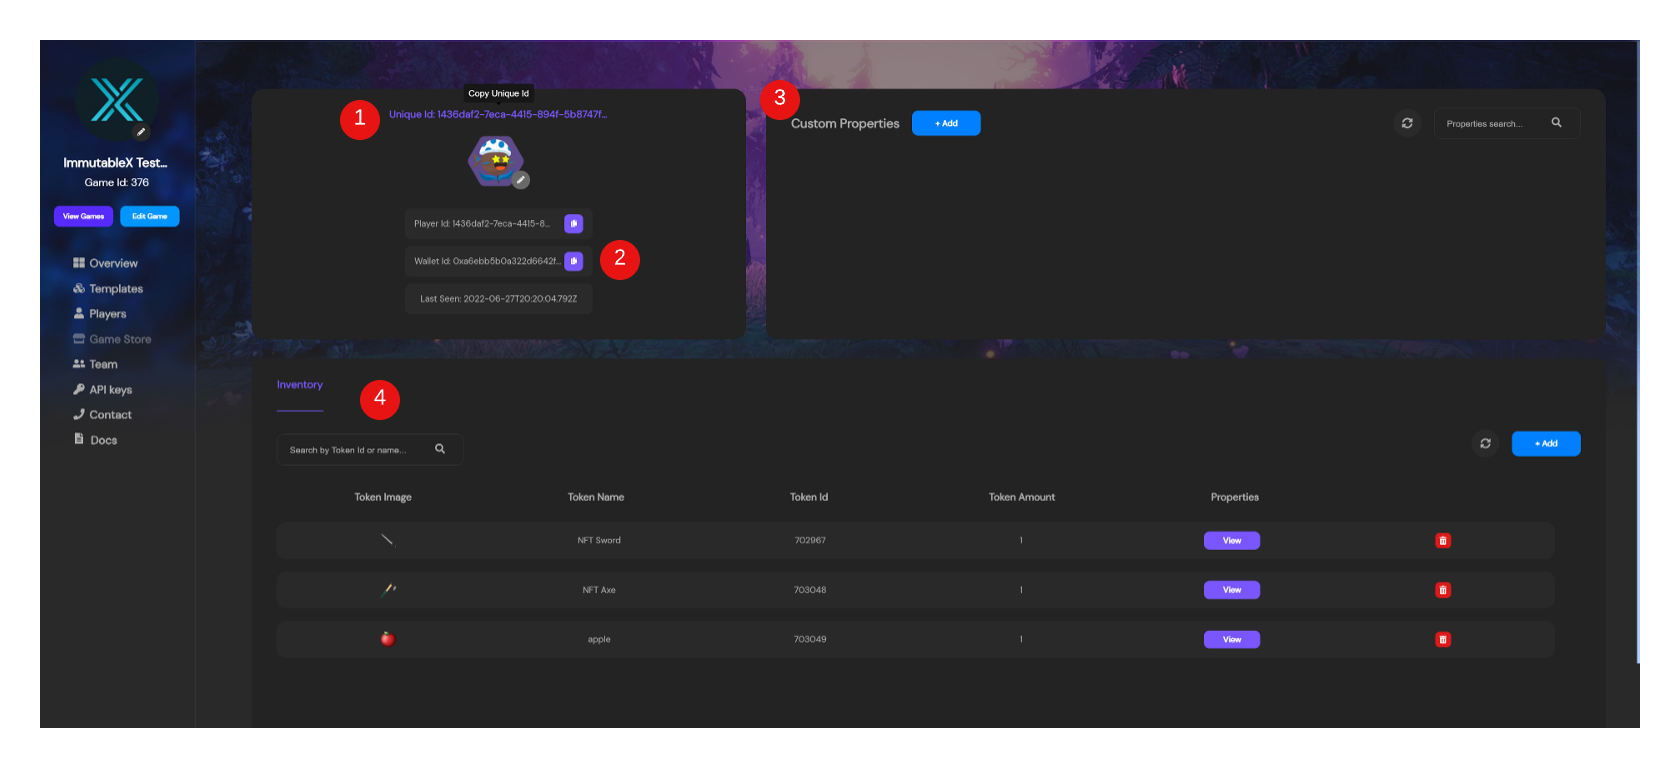 ImmutableX Test...
Game Id: 376
View Games
Edit Game
Overview
Templates
Players
Game Store
Team
API keys
Contact
Docs
Copy Unique Id
1
Unique Id: 1436daf2-7eca-4415-894f-5b8747f...
Player Id: 1436daf2-7eca-4415-8...
Wallet Id: 0xa6ebb5b0a322d6642f...
2
Last Seen: 2022-06-27T20:20:04.792Z
3
Custom Properties
+ Add
Properties search...
Inventory
4
Search by Token Id or name...
+ Add
Token Image Token Name Token Id Token Amount Properties
NFT Sword 702967 1 View
NFT Axe 703048 1 View
apple 703049 1 View